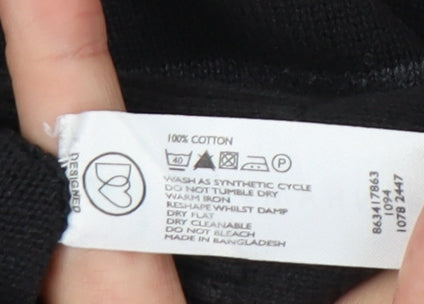 100% COTTON
40 P
WASH AS SYNTHETIC CYCLE
DO NOT TUMBLE DRY
WARM IRON
RESHAPE WHILST DAMP
DRY FLAT
DRY CLEANABLE
DO NOT BLEACH
MADE IN BANGLADESH
DESIGNED
863417863
1094
1078 2447